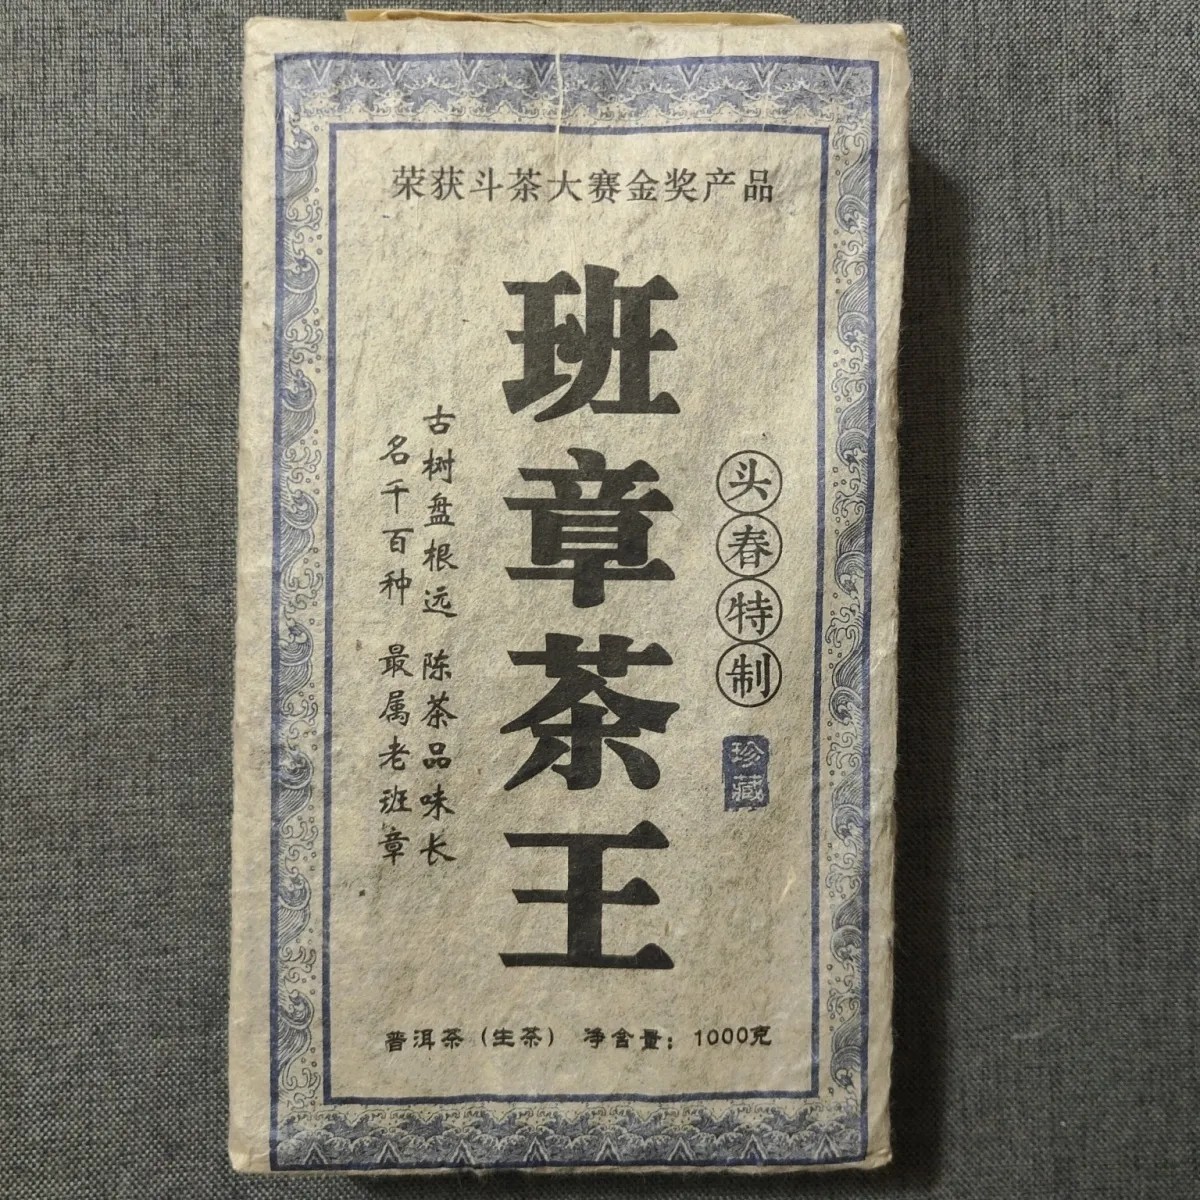 荣获斗茶大赛金奖产品
班章茶王
头春特制
珍藏
古树盘根远 陈茶品味长
名千百种 最属老班章
普洱茶（生茶） 净含量：1000克